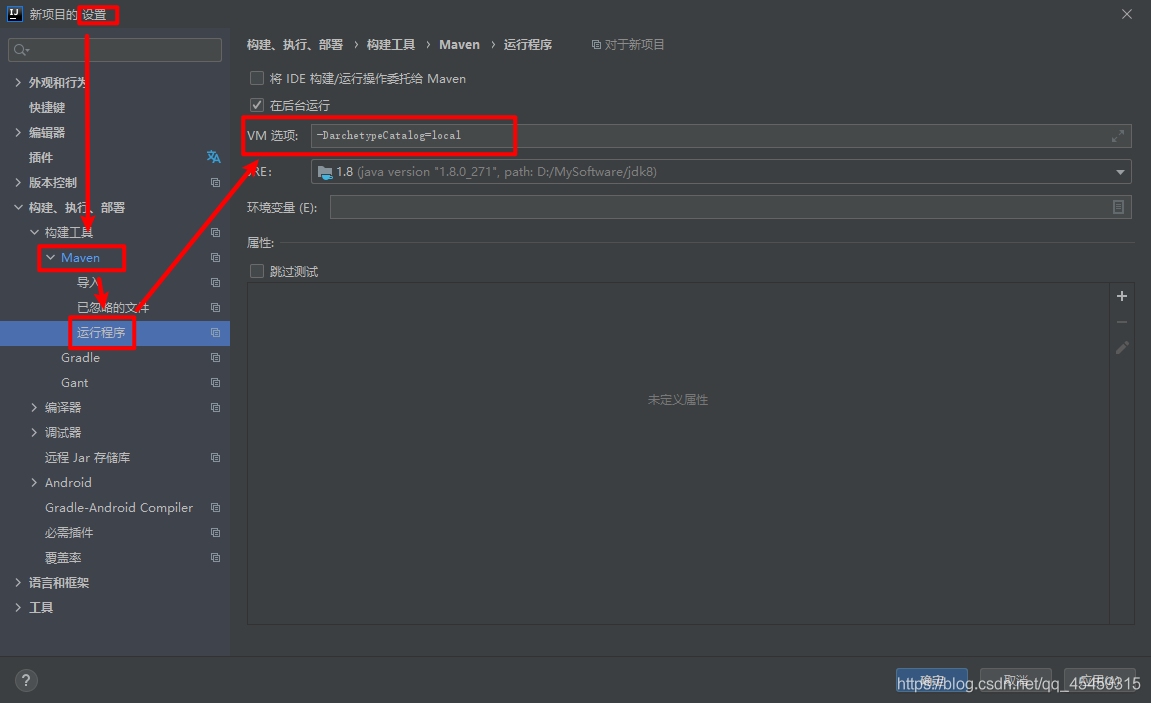 新项目的 设置
外观和行为
快捷键
编辑器
插件
版本控制
构建、执行、部署
构建工具
Maven
导入
已忽略的文件
运行程序
Gradle
Gant
编译器
调试器
远程 Jar 存储库
Android
Gradle-Android Compiler
必需插件
覆盖率
语言和框架
工具
构建、执行、部署 › 构建工具 › Maven › 运行程序 对于新项目
将 IDE 构建/运行操作委托给 Maven
在后台运行
VM 选项: -DarchetypeCatalog=local
JRE: 1.8 (java version "1.8.0_271", path: D:/MySoftware/jdk8)
环境变量 (E):
属性:
跳过测试
未定义属性
?
确定 取消 应用(A)
https://blog.csdn.net/qq_45459315